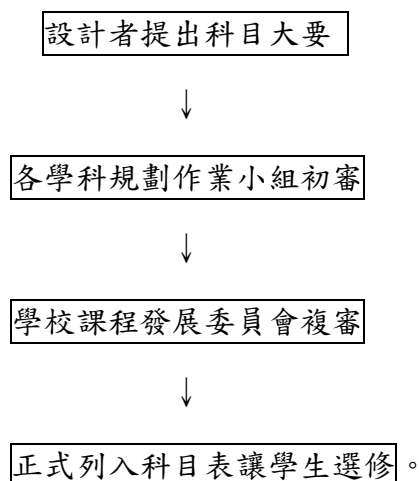 設計者提出科目大要
↓
各學科規劃作業小組初審
↓
學校課程發展委員會複審
↓
正式列入科目表讓學生選修。